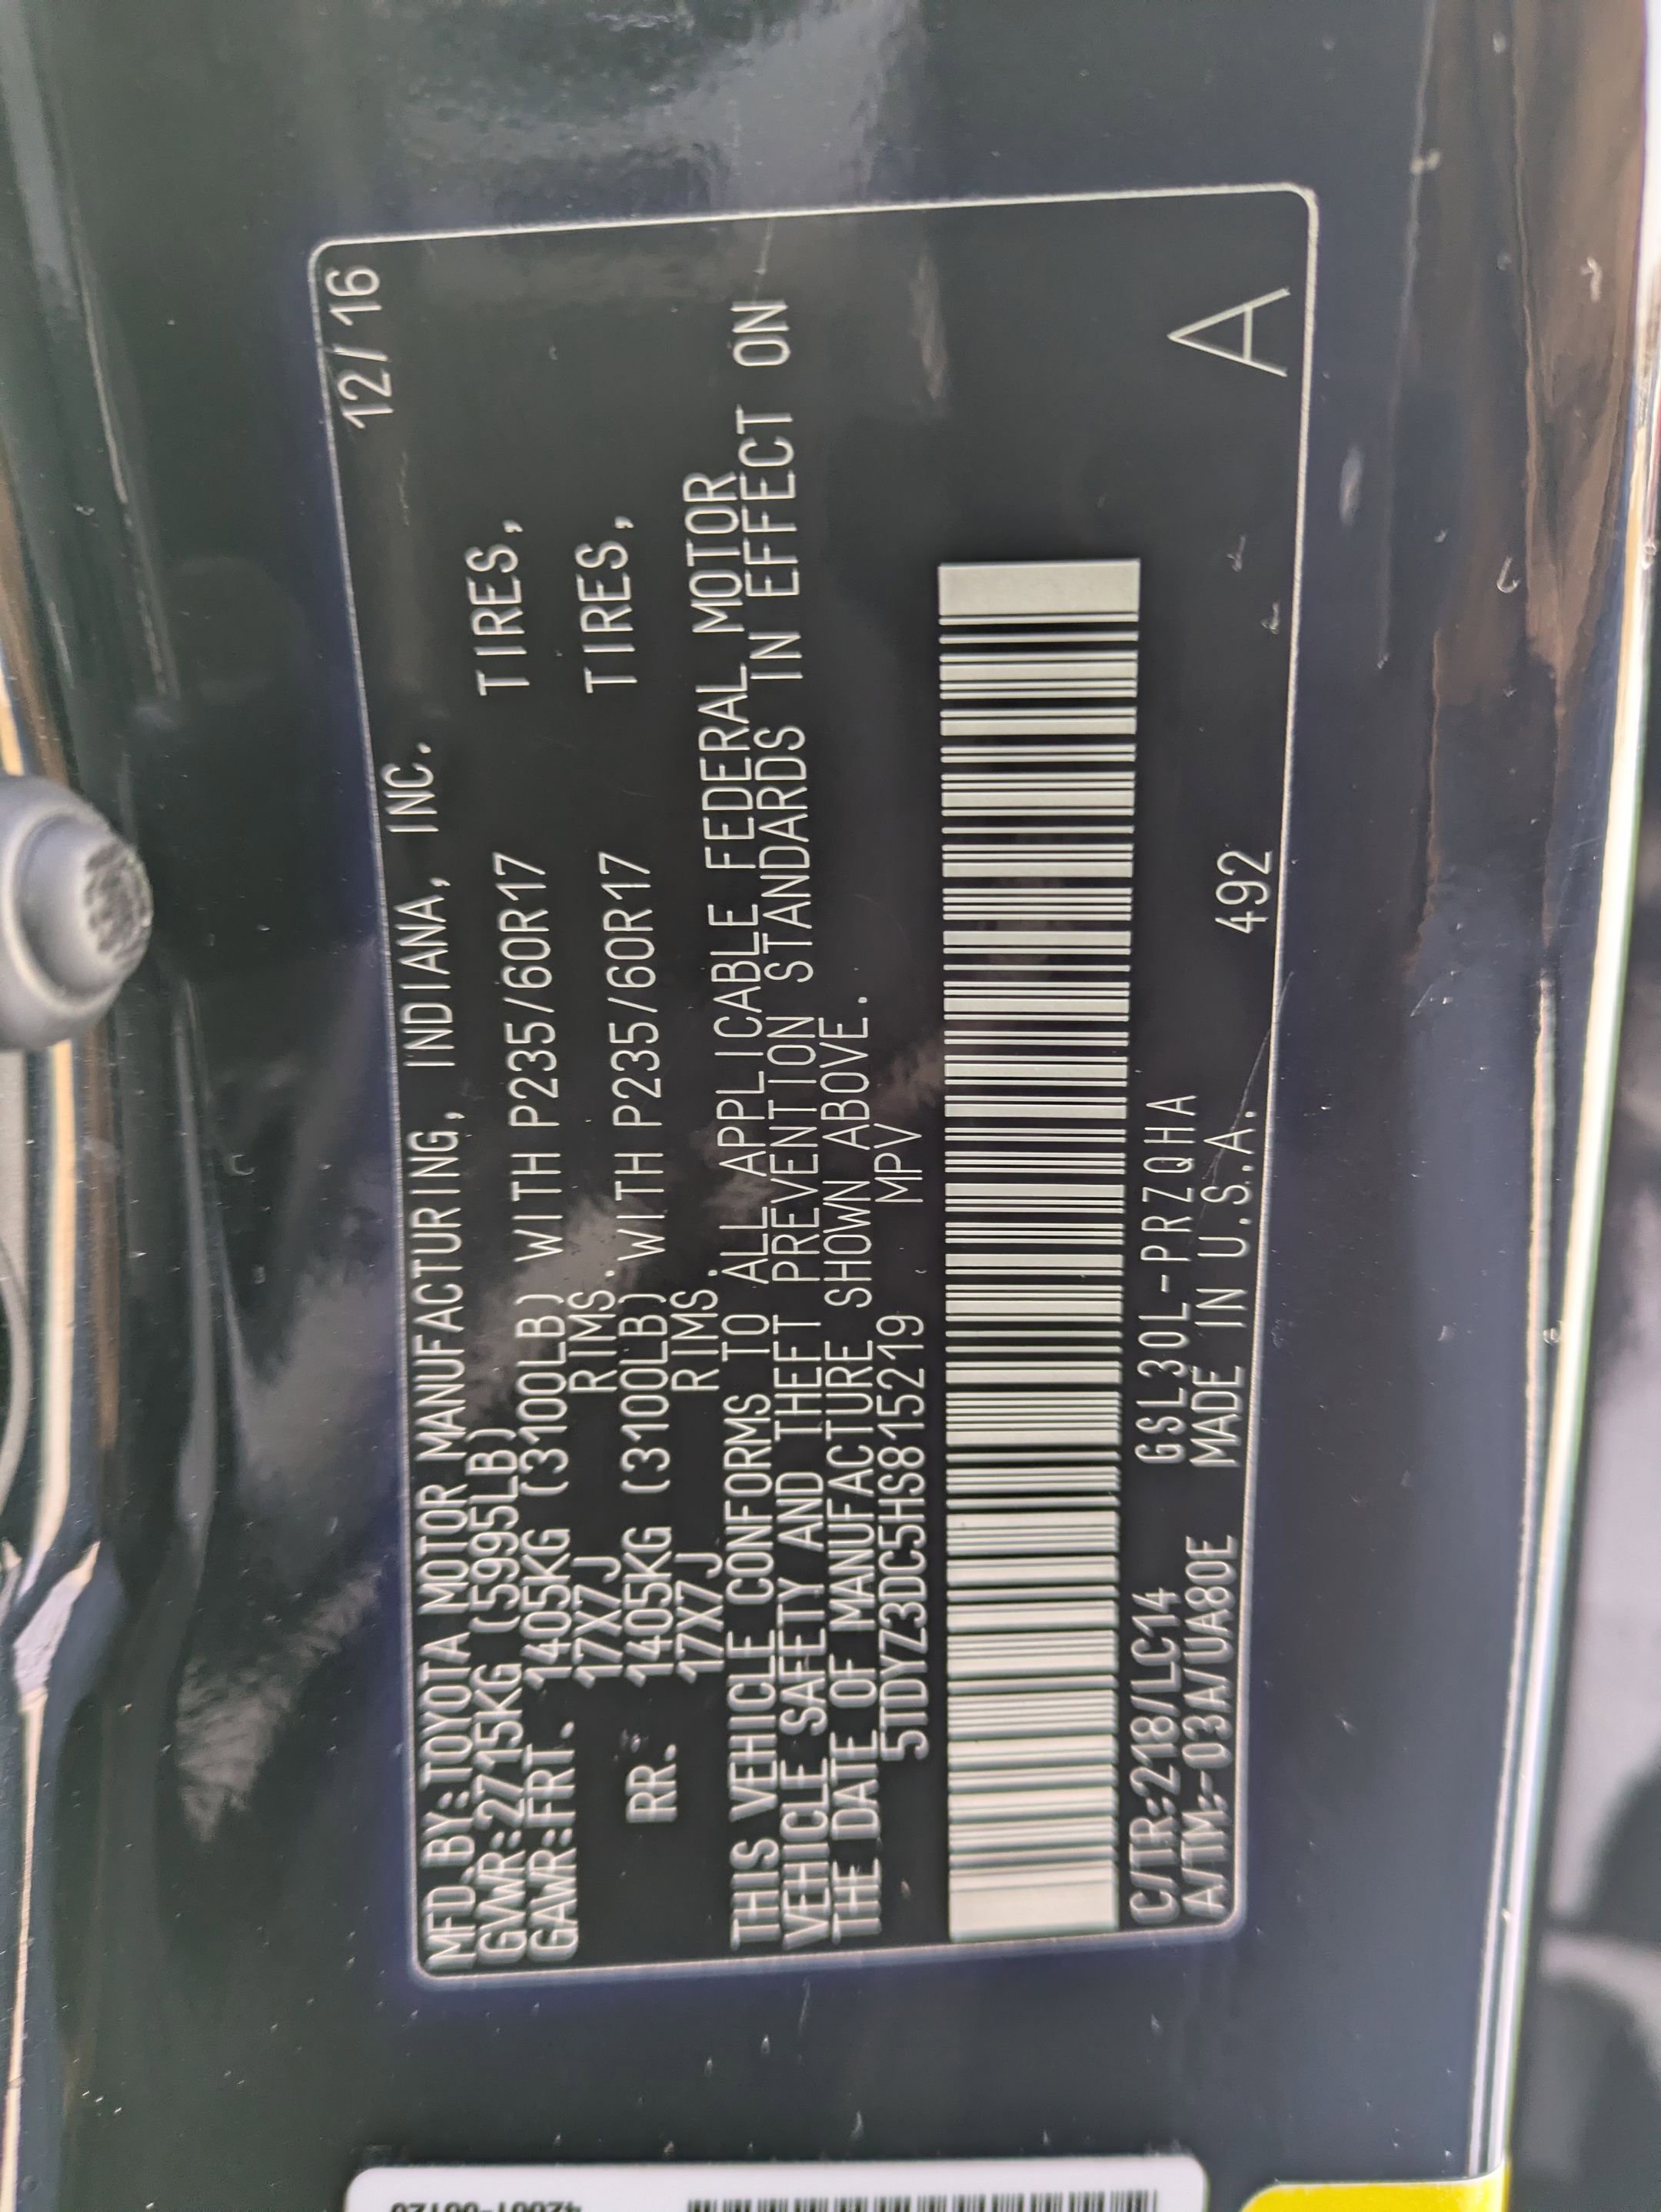 12/16
MFD.BY:TOYOTA MOTOR MANUFACTURING, INDIANA, INC.
GVWR:2715KG (5995LB)
GAWR:FRT. 1405KG (3100LB) WITH P235/60R17 TIRES,
17X7J RIMS.
RR. 1405KG (3100LB) WITH P235/60R17 TIRES,
17X7J RIMS.
THIS VEHICLE CONFORMS TO ALL APPLICABLE FEDERAL MOTOR
VEHICLE SAFETY AND THEFT PREVENTION STANDARDS IN EFFECT ON
THE DATE OF MANUFACTURE SHOWN ABOVE.
5TDYZ3DC5HS815219 MPV
C/TR:218/LC14 GSL30L-PRZQHA
A/TM:-03A/UA80E MADE IN U.S.A. 492 A